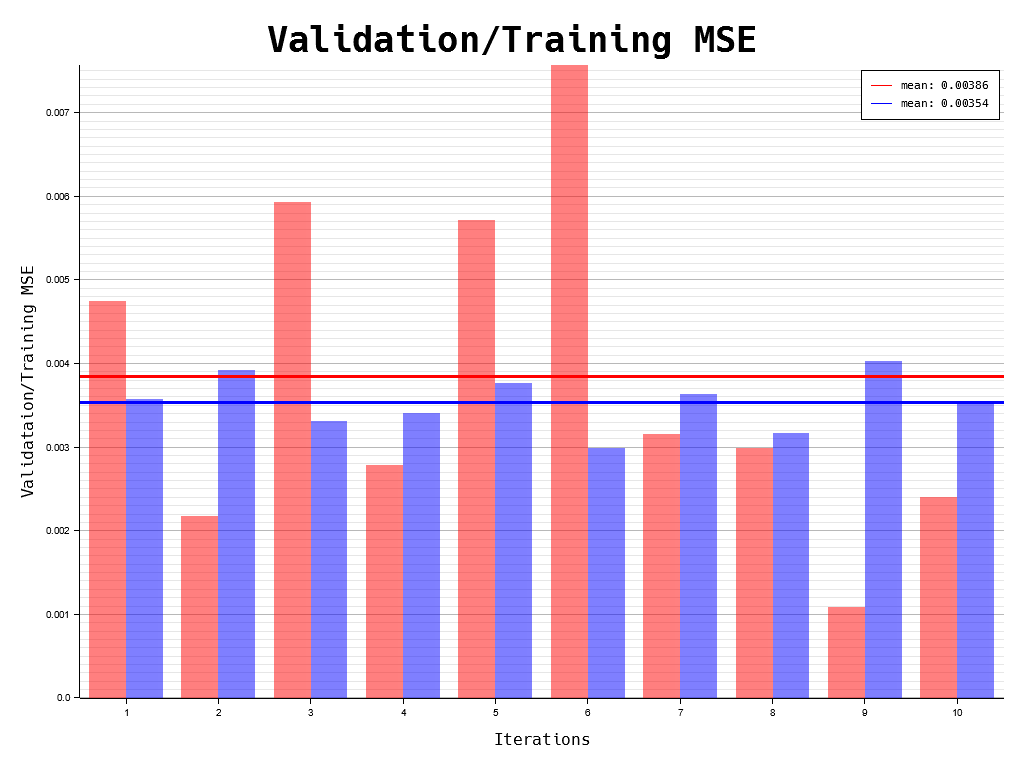 Validation/Training MSE
mean: 0.00386
mean: 0.00354
Validataion/Training MSE
0.007
0.006
0.005
0.004
0.003
0.002
0.001
0.0
1 2 3 4 5 6 7 8 9 10
Iterations